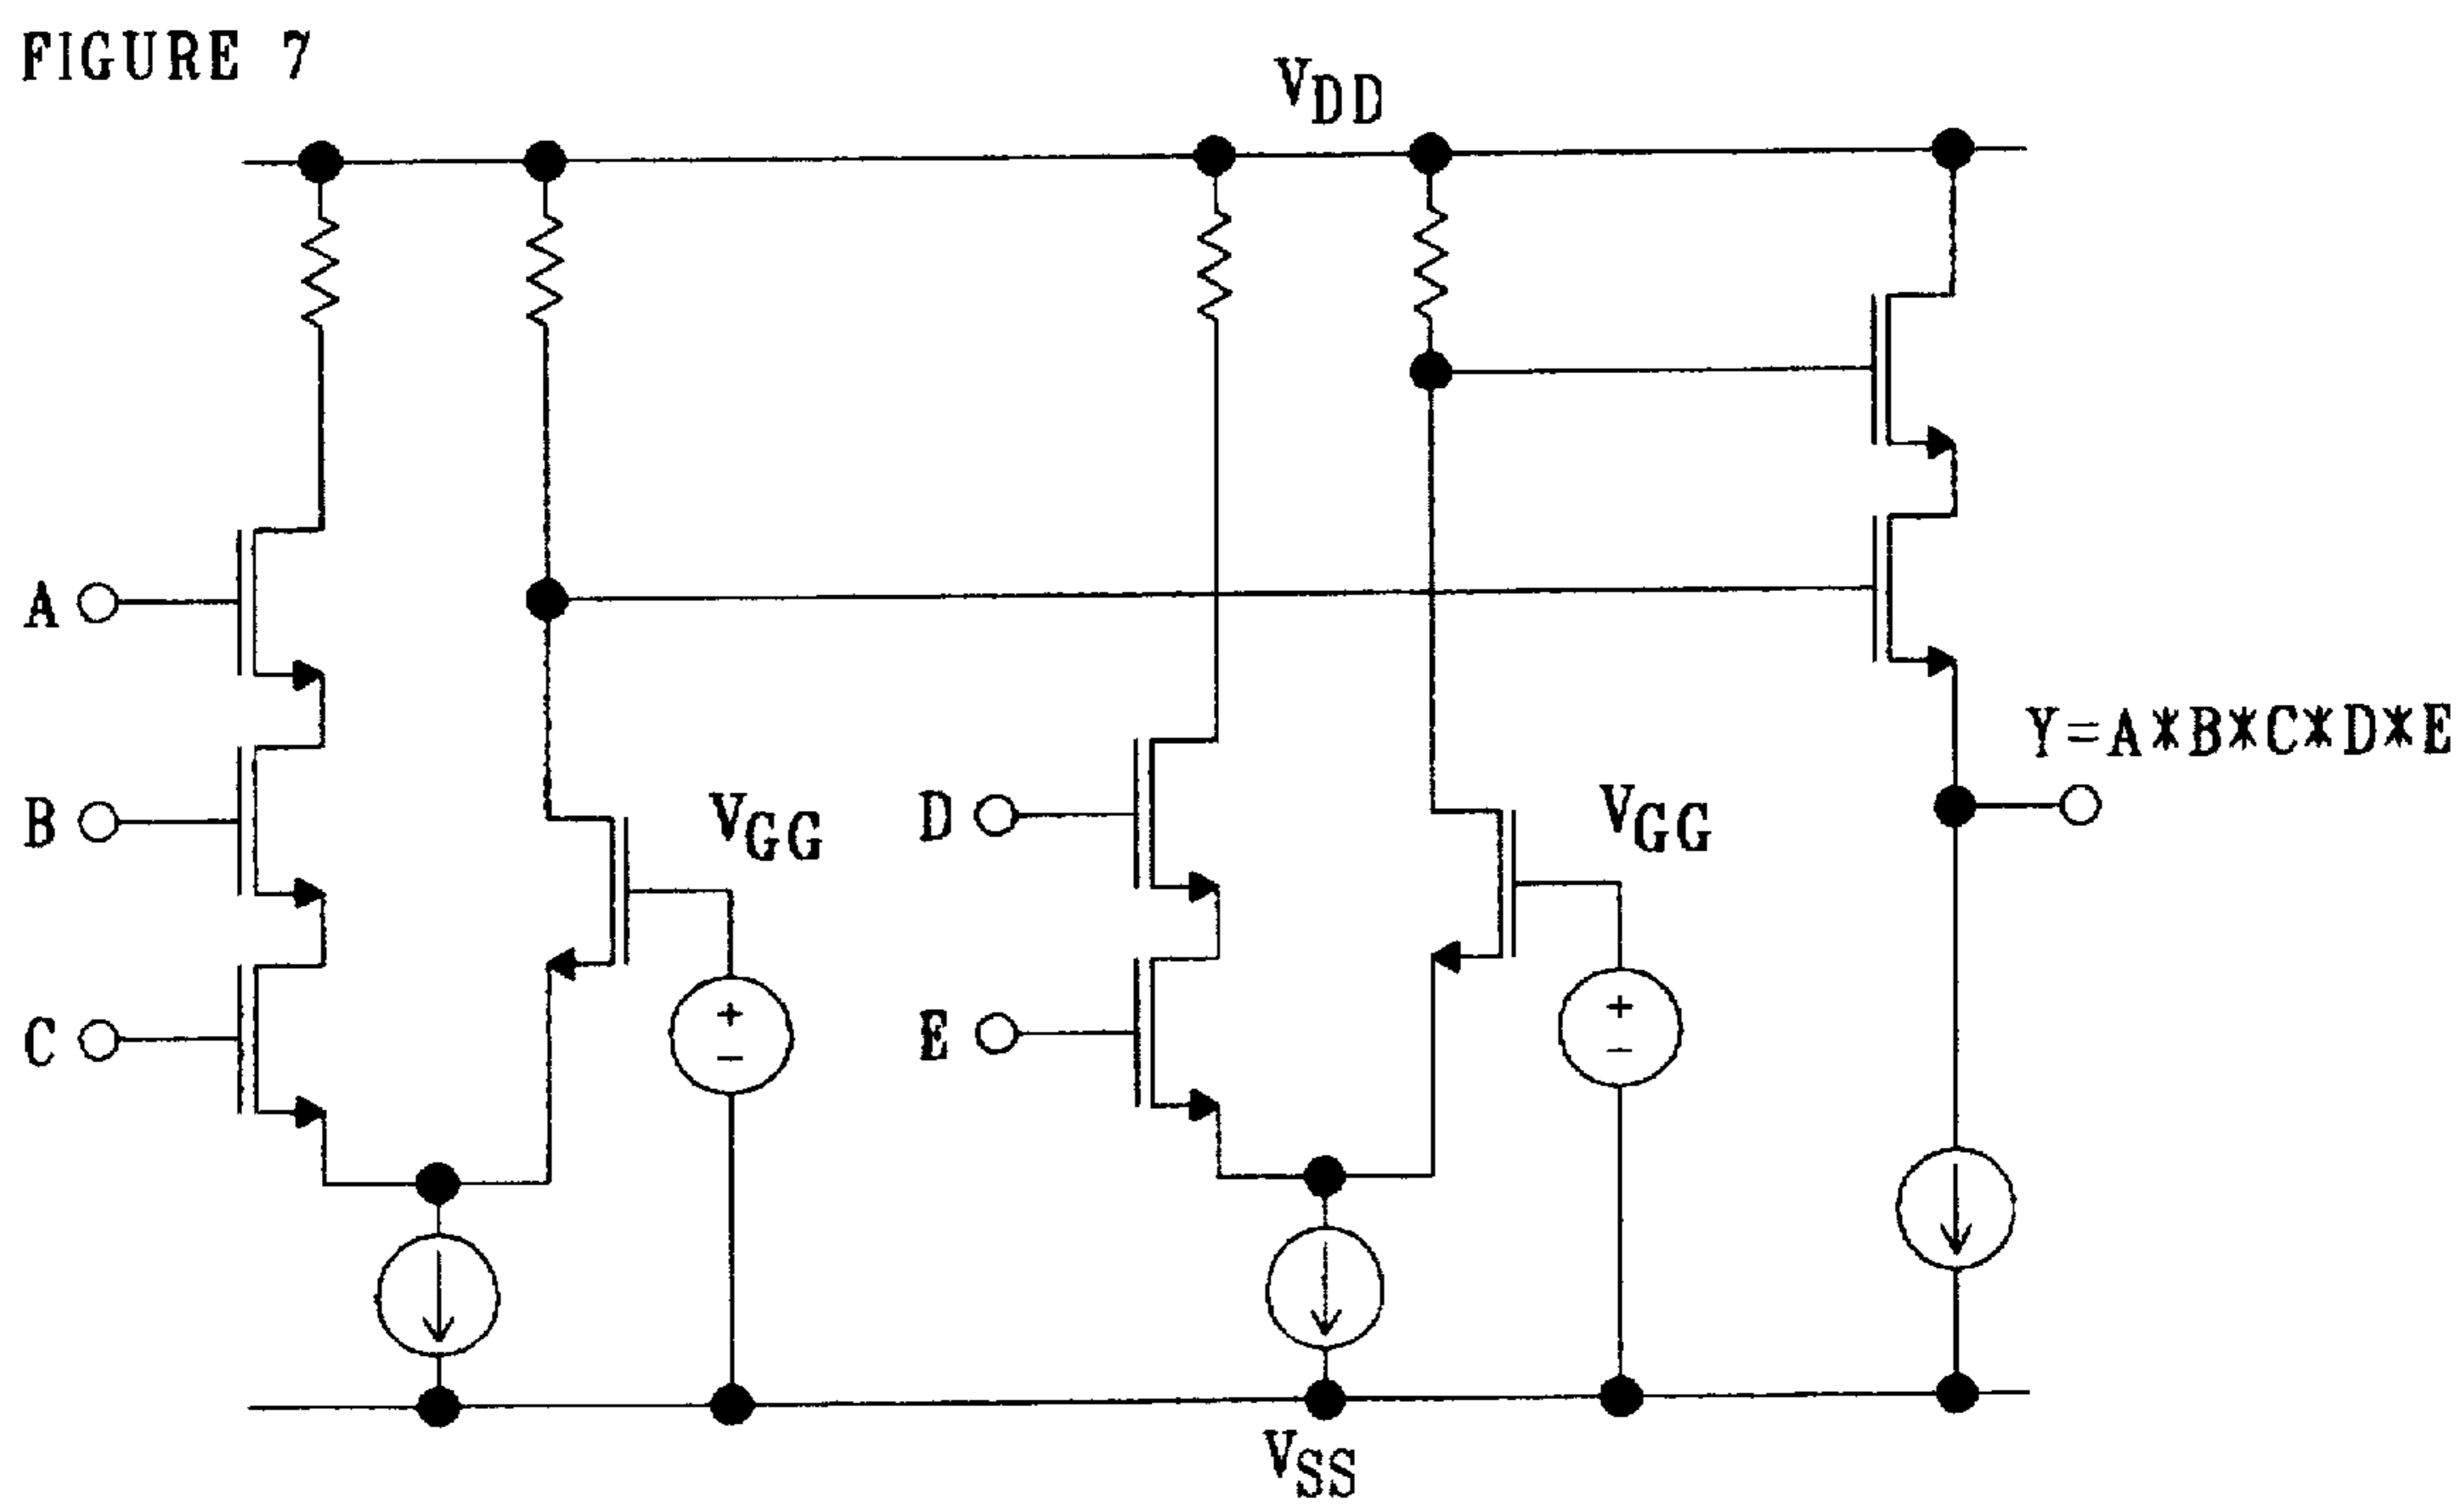 FIGURE 7
VDD
A
Y=A*B*C*D*E
B
VGG
D
VGG
C
+
-
E
+
-
VSS